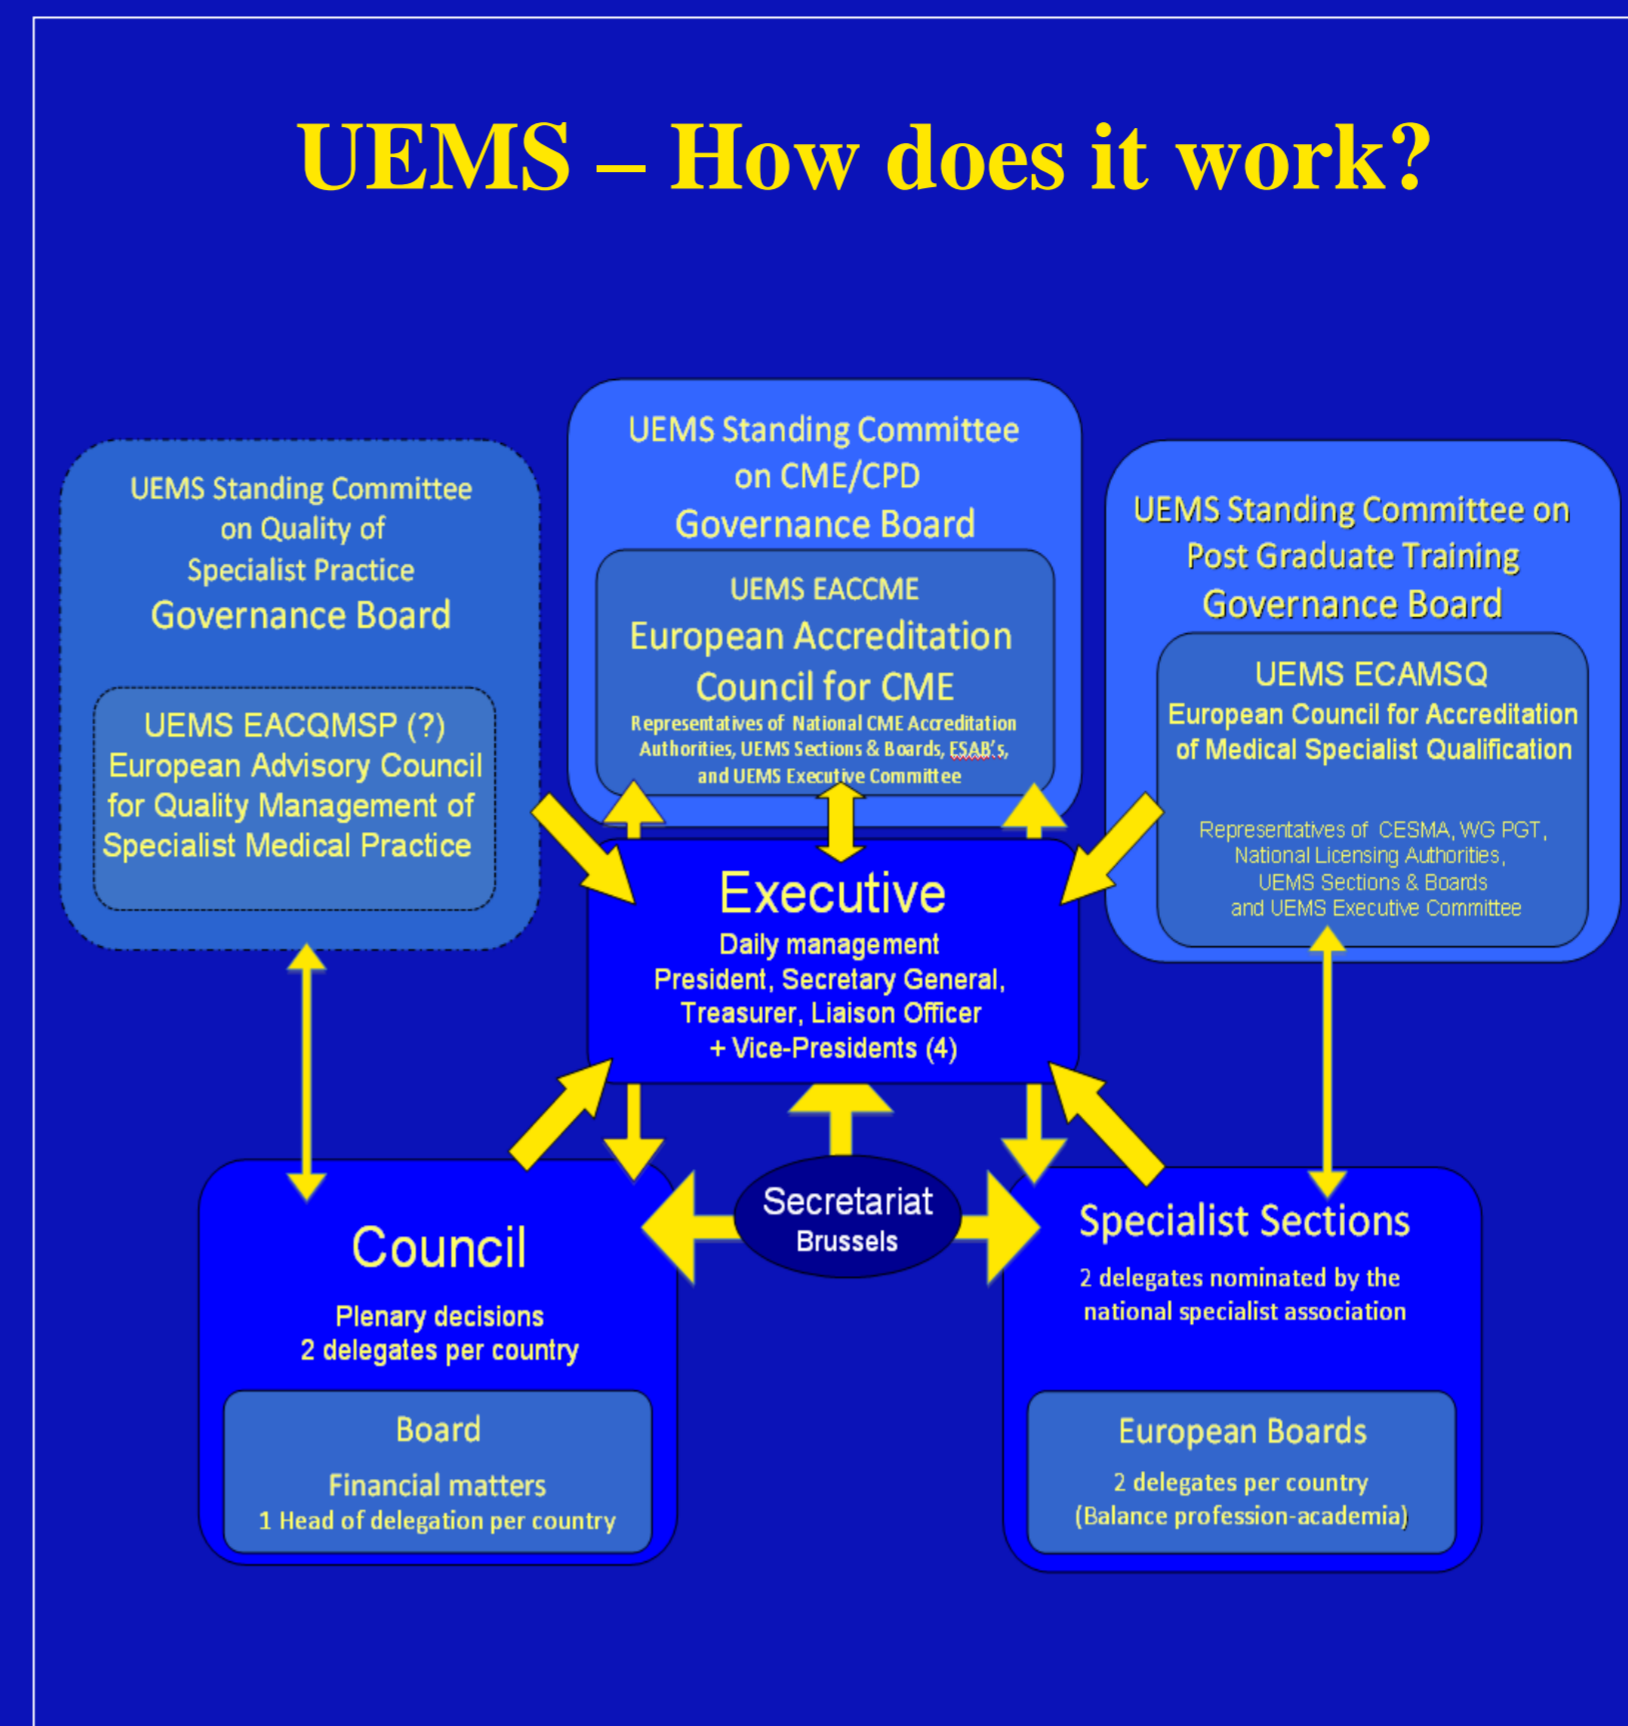 UEMS – How does it work?
UEMS Standing Committee
on Quality of
Specialist Practice
Governance Board
UEMS EACQMSP (?)
European Advisory Council
for Quality Management of
Specialist Medical Practice
UEMS Standing Committee
on CME/CPD
Governance Board
UEMS EACCME
European Accreditation
Council for CME
Representatives of National CME Accreditation
Authorities, UEMS Sections & Boards, ESAB's,
and UEMS Executive Committee
UEMS Standing Committee on
Post Graduate Training
Governance Board
UEMS ECAMSQ
European Council for Accreditation
of Medical Specialist Qualification
Representatives of CESMA, WG PGT,
National Licensing Authorities,
UEMS Sections & Boards
and UEMS Executive Committee
Executive
Daily management
President, Secretary General,
Treasurer, Liaison Officer
+ Vice-Presidents (4)
Secretariat
Brussels
Council
Plenary decisions
2 delegates per country
Board
Financial matters
1 Head of delegation per country
Specialist Sections
2 delegates nominated by the
national specialist association
European Boards
2 delegates per country
(Balance profession-academia)